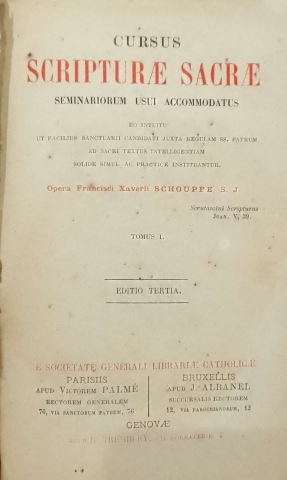 CURSUS
SCRIPTURÆ SACRÆ
SEMINARIORUM USUI ACCOMMODATUS
EO INTUITU
UT FACILIUS SANCTUARII CANDIDATI JUXTA REGULAM SS. PATRUM
AD SACRI TEXTUS INTELLIGENTIAM
SOLIDE SIMUL AC PRACTICE INSTITUANTUR,
Opera Francisci Xaverii SCHOUPPE, S. J
Scrutamini Scripturas
Joan. V, 39.
TOMUS I.
EDITIO TERTIA.
E SOCIETATE GENERALI LIBRARIÆ CATHOLICÆ
PARISIIS
APUD VICTOREM PALMÉ
RECTOREM GENERALEM
76, VIA SANCTORUM PATRUM, 76
BRUXELLIS
APUD J. ALBANEL
SUCCURSALIS RECTOREM
12, VIA PAROCHIANORUM, 12
GENOVÆ